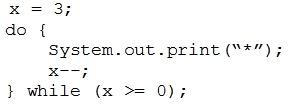 x = 3;
do {
    System.out.print(“*”);
    x--;
} while (x >= 0);